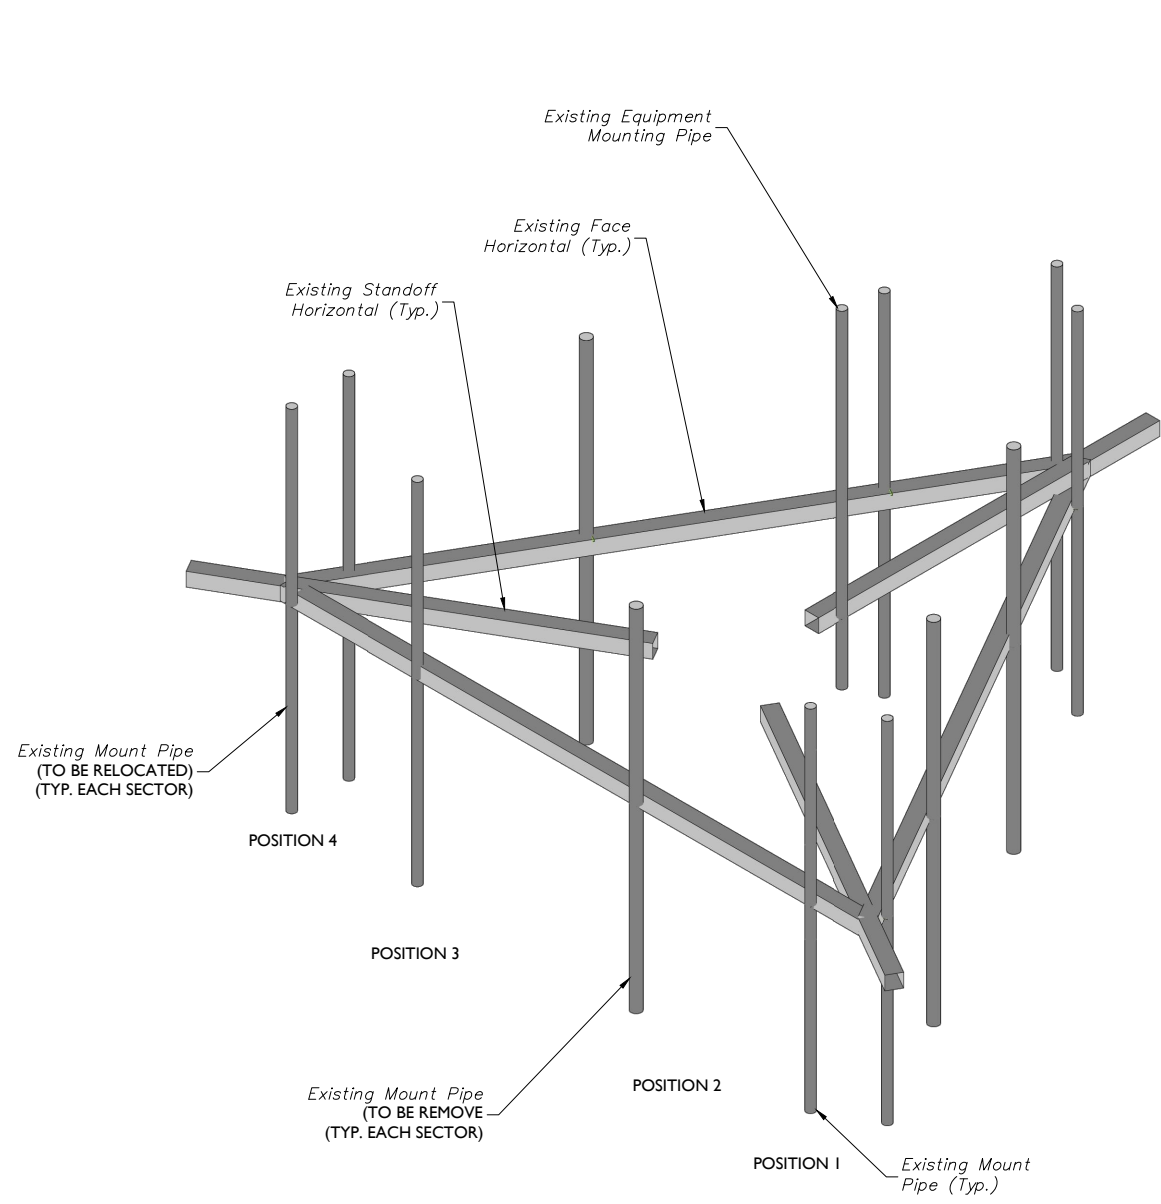 Existing Equipment
Mounting Pipe
Existing Face
Horizontal (Typ.)
Existing Standoff
Horizontal (Typ.)
Existing Mount Pipe
(TO BE RELOCATED)
(TYP. EACH SECTOR)
POSITION 4
POSITION 3
POSITION 2
Existing Mount Pipe
(TO BE REMOVE
(TYP. EACH SECTOR)
POSITION 1
Existing Mount
Pipe (Typ.)